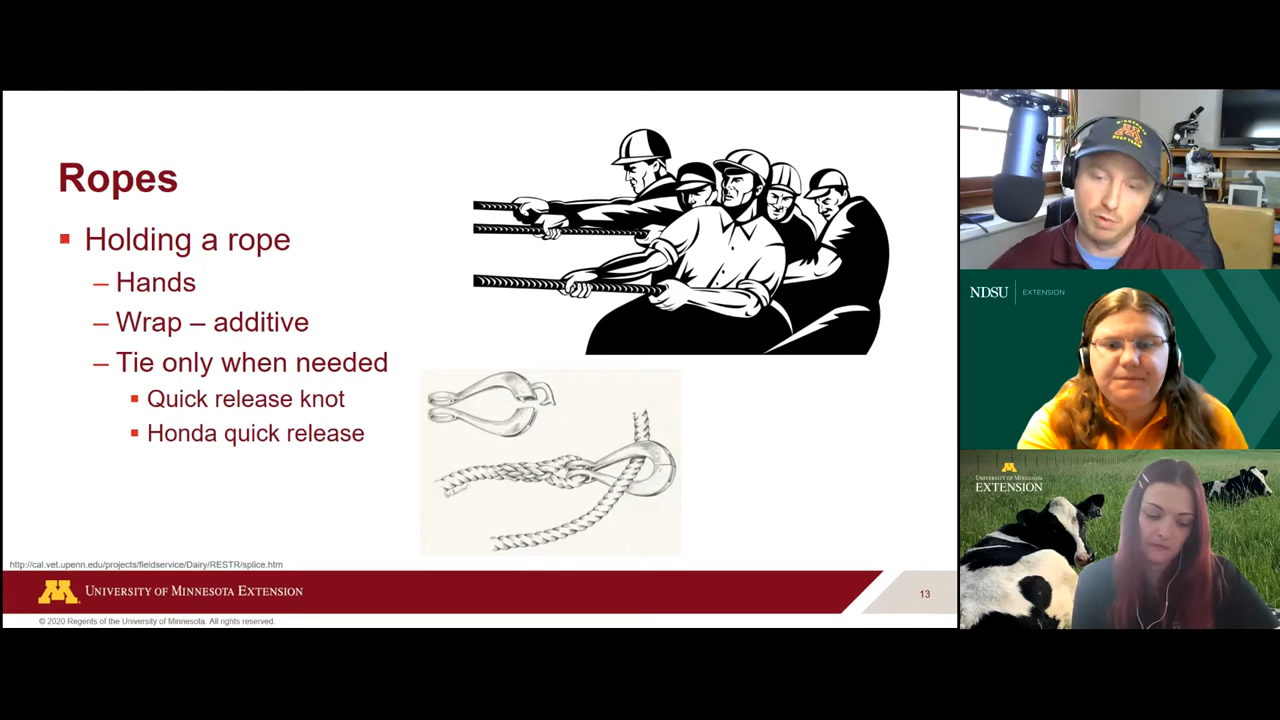 Ropes
Holding a rope
– Hands
– Wrap – additive
– Tie only when needed
Quick release knot
Honda quick release
http://cal.vet.upenn.edu/projects/fieldservice/Dairy/RESTR/splice.htm
UNIVERSITY OF MINNESOTA EXTENSION
13
© 2020 Regents of the University of Minnesota. All rights reserved.
MINNESOTA
NDSU EXTENSION
UNIVERSITY OF MINNESOTA
EXTENSION